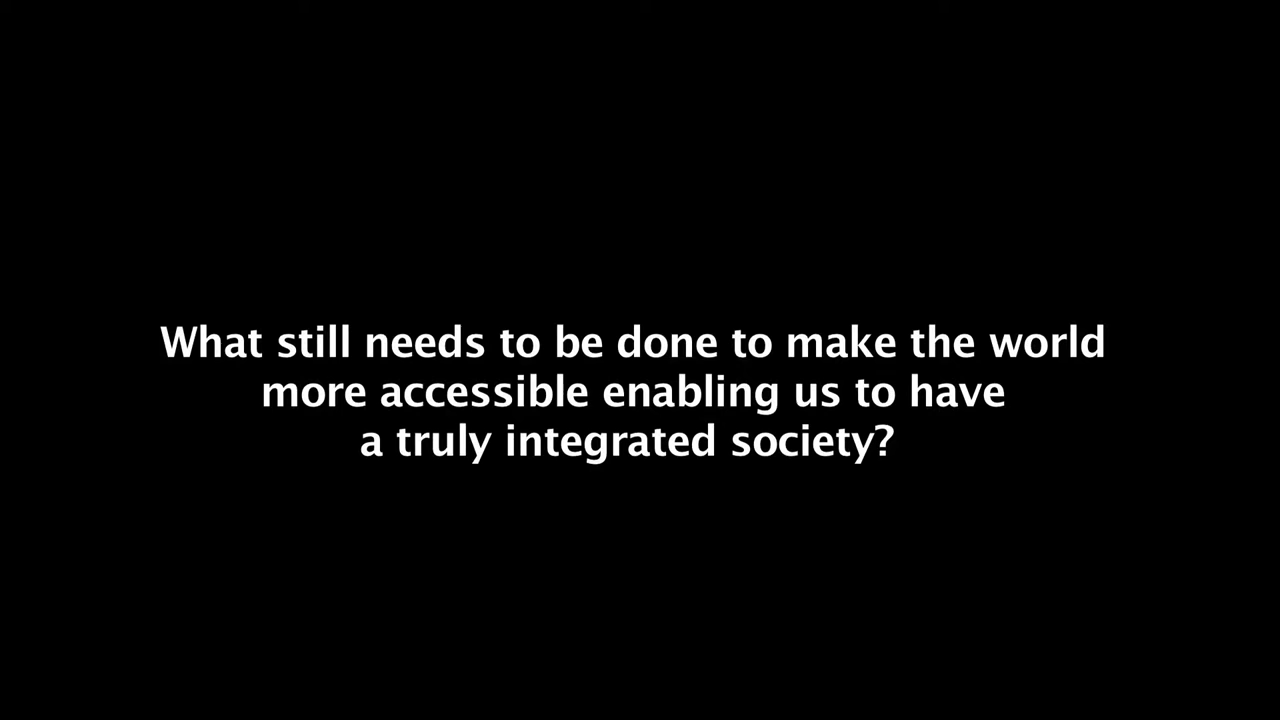 What still needs to be done to make the world
more accessible enabling us to have
a truly integrated society?